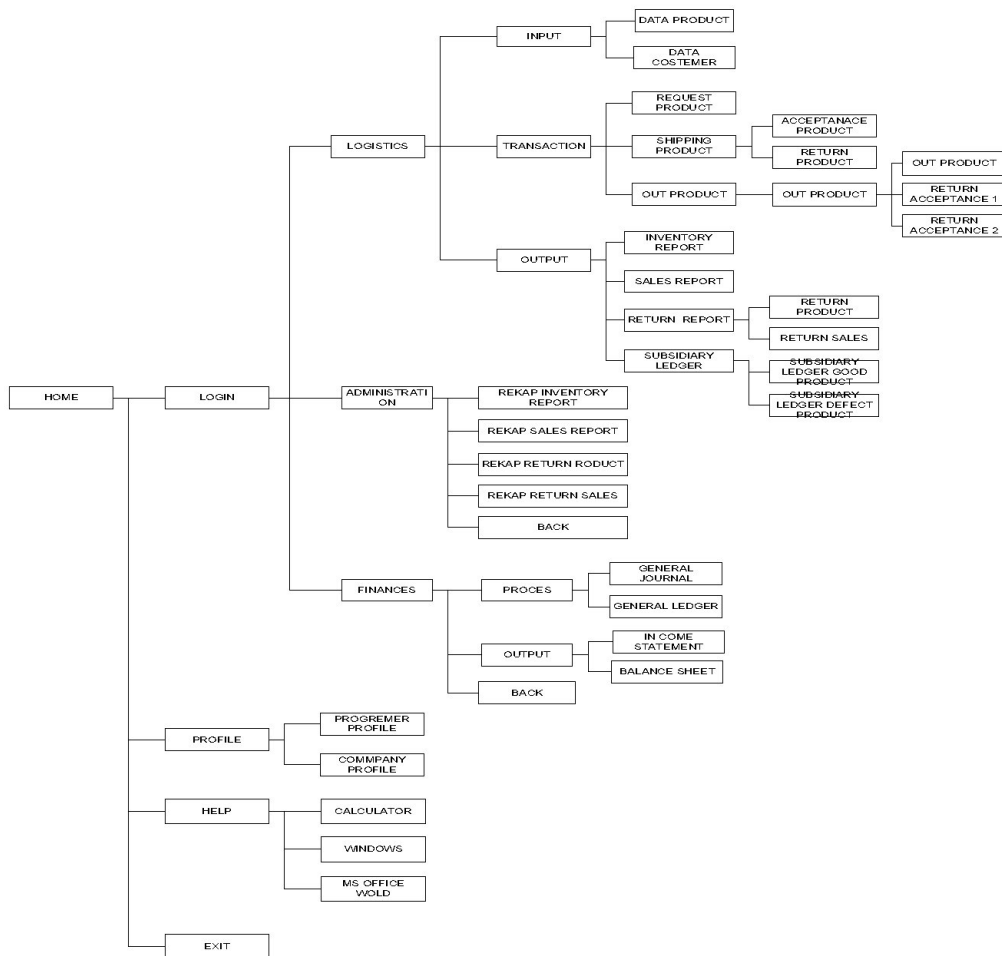 HOME
LOGIN
LOGISTICS
INPUT
DATA PRODUCT
DATA
COSTEMER
TRANSACTION
REQUEST
PRODUCT
SHIPPING
PRODUCT
ACCEPTANACE
PRODUCT
RETURN
PRODUCT
OUT PRODUCT
OUT PRODUCT
OUT PRODUCT
RETURN
ACCEPTANCE 1
RETURN
ACCEPTANCE 2
OUTPUT
INVENTORY
REPORT
SALES REPORT
RETURN REPORT
RETURN
PRODUCT
RETURN SALES
SUBSIDIARY
LEDGER
SUBSIDIARY
LEDGER GOOD
PRODUCT
SUBSIDIARY
LEDGER DEFECT
PRODUCT
ADMINISTRATI
ON
REKAP INVENTORY
REPORT
REKAP SALES REPORT
REKAP RETURN RODUCT
REKAP RETURN SALES
BACK
FINANCES
PROCES
GENERAL
JOURNAL
GENERAL LEDGER
OUTPUT
IN COME
STATEMENT
BALANCE SHEET
BACK
PROFILE
PROGREMER
PROFILE
COMMPANY
PROFILE
HELP
CALCULATOR
WINDOWS
MS OFFICE
WOLD
EXIT